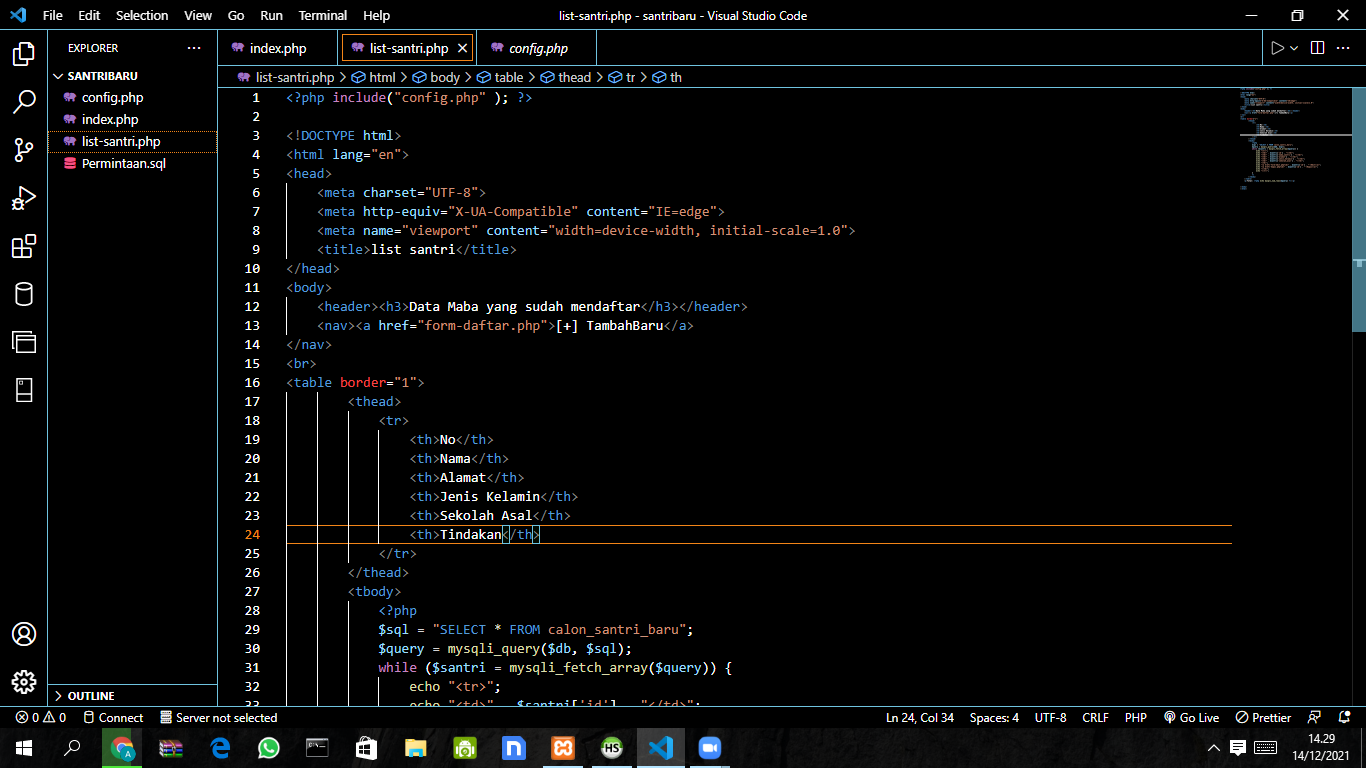 File Edit Selection View Go Run Terminal Help
list-santri.php - santribaru - Visual Studio Code
EXPLORER
SANTRIBARU
config.php
index.php
list-santri.php
Permintaan.sql
OUTLINE
index.php list-santri.php config.php
list-santri.php > html > body > table > thead > tr > th
1 <?php include("config.php" ); ?>
2
3 <!DOCTYPE html>
4 <html lang="en">
5 <head>
6 <meta charset="UTF-8">
7 <meta http-equiv="X-UA-Compatible" content="IE=edge">
8 <meta name="viewport" content="width=device-width, initial-scale=1.0">
9 <title>list santri</title>
10 </head>
11 <body>
12 <header><h3>Data Maba yang sudah mendaftar</h3></header>
13 <nav><a href="form-daftar.php">[+] TambahBaru</a>
14 </nav>
15 <br>
16 <table border="1">
17 <thead>
18 <tr>
19 <th>No</th>
20 <th>Nama</th>
21 <th>Alamat</th>
22 <th>Jenis Kelamin</th>
23 <th>Sekolah Asal</th>
24 <th>Tindakan</th>
25 </tr>
26 </thead>
27 <tbody>
28 <?php
29 $sql = "SELECT * FROM calon_santri_baru";
30 $query = mysqli_query($db, $sql);
31 while ($santri = mysqli_fetch_array($query)) {
32 echo "<tr>";
33 echo "<td>" . $santri['id'] . "</td>";
0 0 Connect Server not selected
Ln 24, Col 34 Spaces: 4 UTF-8 CRLF PHP Go Live Prettier
A
HS
14.29
14/12/2021